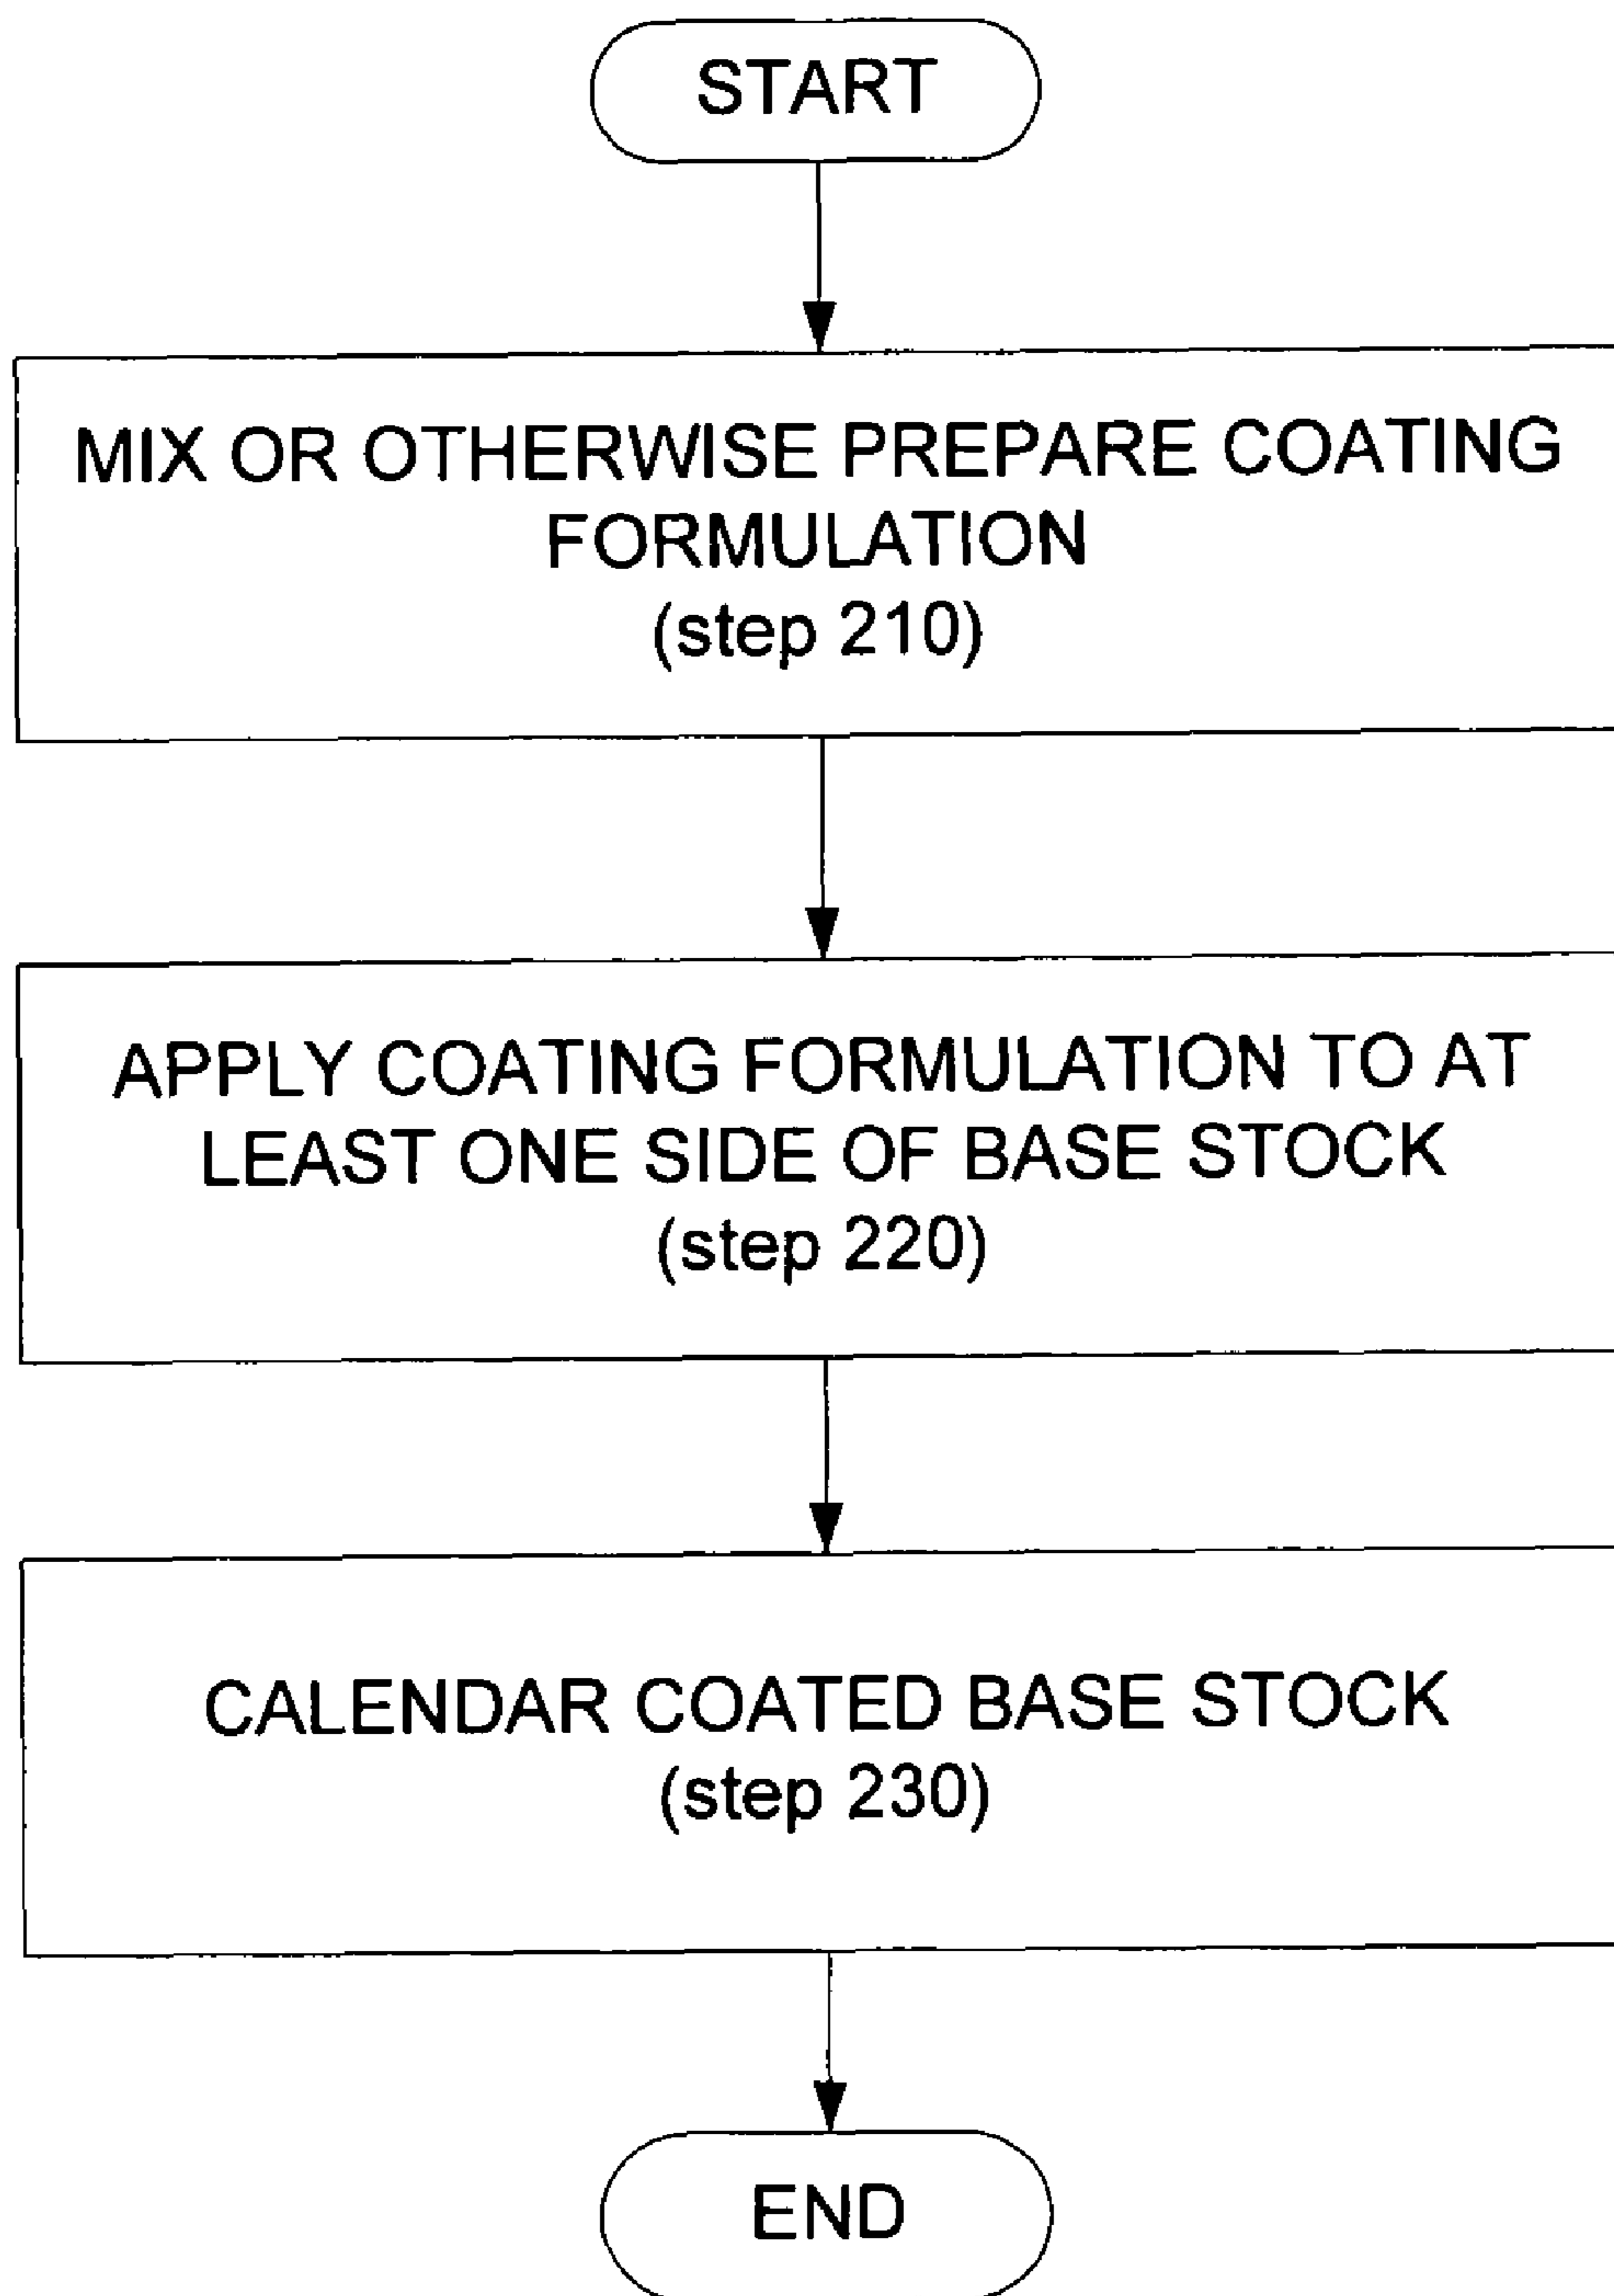 START
MIX OR OTHERWISE PREPARE COATING
FORMULATION
(step 210)
APPLY COATING FORMULATION TO AT
LEAST ONE SIDE OF BASE STOCK
(step 220)
CALENDAR COATED BASE STOCK
(step 230)
END